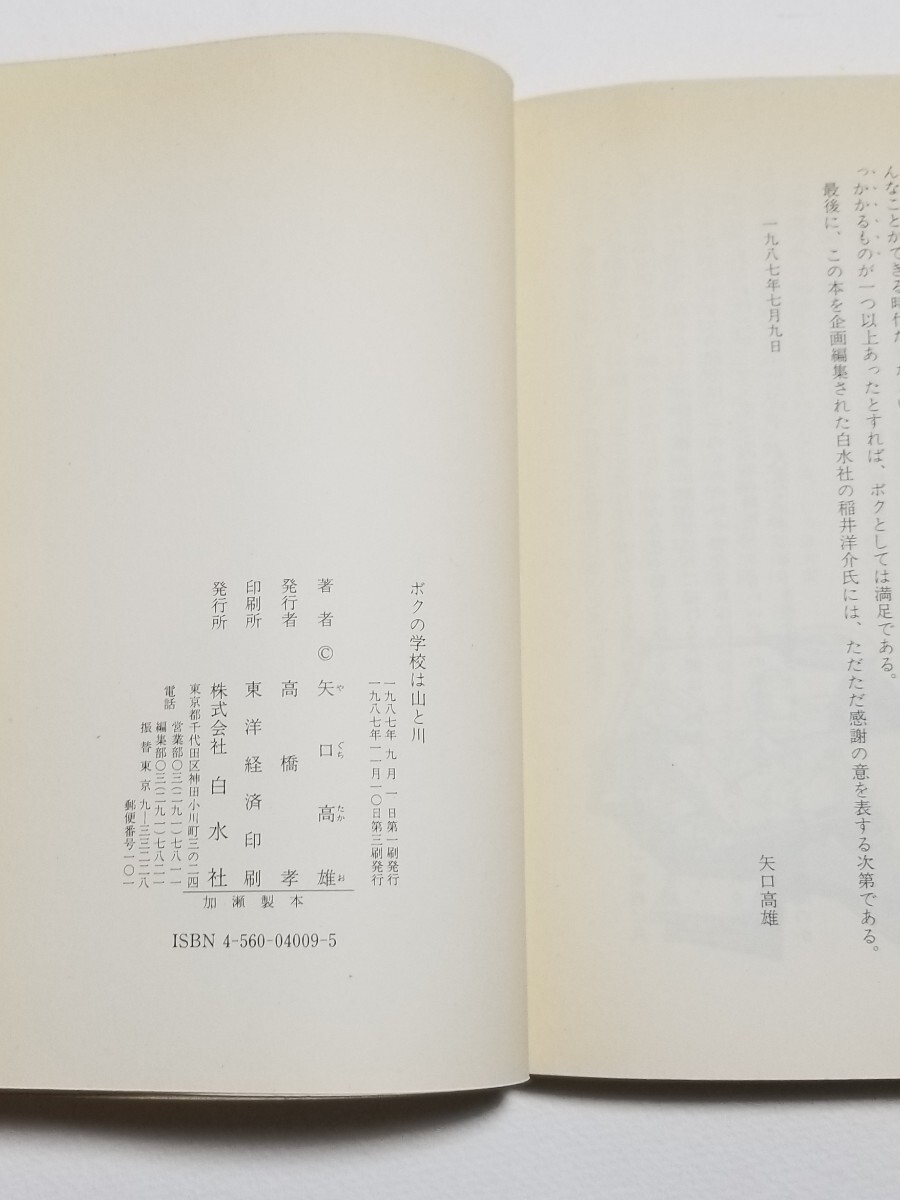 んなことができる時代だ
っかかるものが一つ以上あったとすれば、ボクとしては満足である。
最後に、この本を企画編集された白水社の稲井洋介氏には、ただただ感謝の意を表する次第である。
一九八七年七月九日
矢口高雄
ボクの学校は山と川
一九八七年九月一日第一刷発行
一九八七年一一月一〇日第三刷発行
著者 © 矢口高雄
やぐちたかお
発行者 高橋孝
印刷所 東洋経済印刷
発行所 株式会社白水社
東京都千代田区神田小川町三の二四
電話 営業部〇三(二九一)七八一一
編集部〇三(二九一)七八二一
振替東京九―三三二二八
郵便番号一〇一
加瀬製本
ISBN 4-560-04009-5